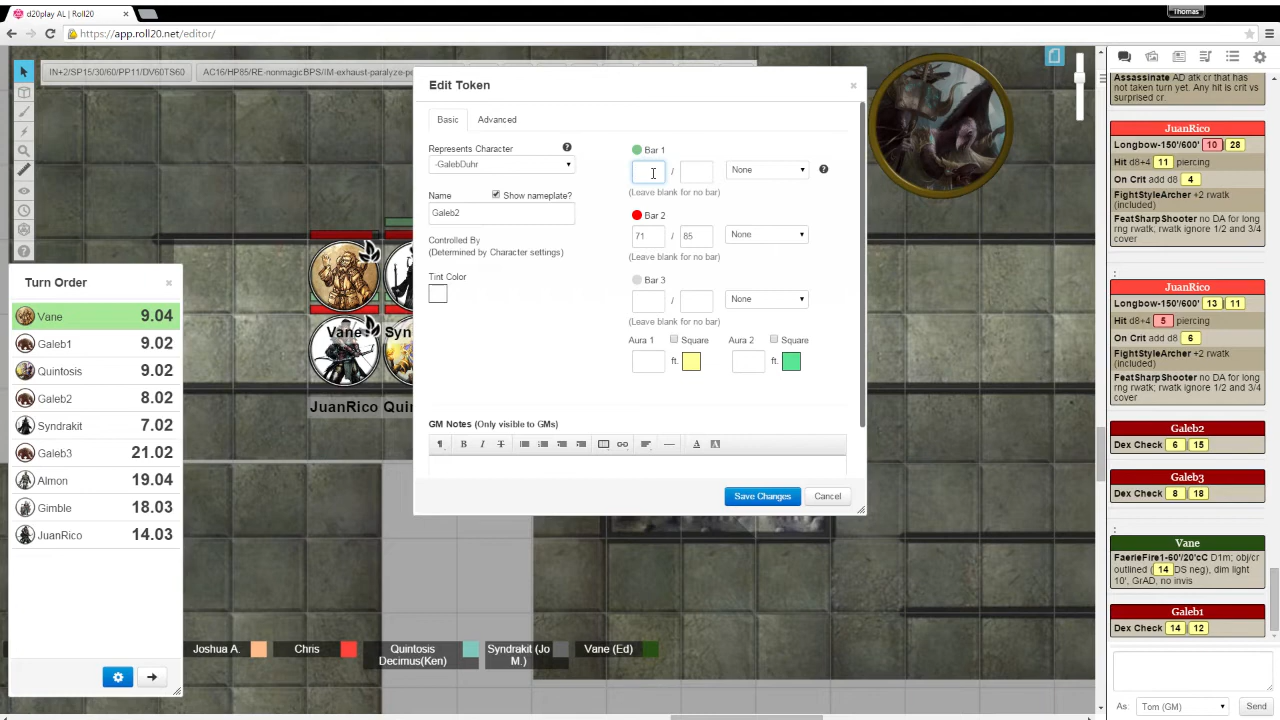 d20play AL | Roll20
Thomas
https://app.roll20.net/editor/
IN+2/SP15/30/60/PP11/DV60TS60
AC16/HP85/RE-nonmagicBPS/IM-exhaust-paralyze-pe
Edit Token
Basic
Advanced
Represents Character
-GalebDuhr
Name
Show nameplate?
Galeb2
Controlled By
(Determined by Character settings)
Tint Color
Bar 1
/
None
(Leave blank for no bar)
Bar 2
71 / 85
None
(Leave blank for no bar)
Bar 3
/
None
(Leave blank for no bar)
Aura 1
Square
Aura 2
Square
ft.
ft.
GM Notes (Only visible to GMs)
Save Changes
Cancel
Turn Order
Vane 9.04
Galeb1 9.02
Quintosis 9.02
Galeb2 8.02
Syndrakit 7.02
Galeb3 21.02
Almon 19.04
Gimble 18.03
JuanRico 14.03
Vane
Syn
JuanRico
Quin
Joshua A.
Chris
Quintosis
Decimus(Ken)
Syndrakit (Jo
M.)
Vane (Ed)
Assassinate AD atk cr that has
not taken turn yet. Any hit is crit vs
surprised cr.
JuanRico
Longbow-150'/600' 10 28
Hit d8+4 11 piercing
On Crit add d8 4
FightStyleArcher +2 rwatk
(included)
FeatSharpShooter no DA for long
rng rwatk; rwatk ignore 1/2 and 3/4
cover
:
JuanRico
Longbow-150'/600' 13 11
Hit d8+4 5 piercing
On Crit add d8 6
FightStyleArcher +2 rwatk
(included)
FeatSharpShooter no DA for long
rng rwatk; rwatk ignore 1/2 and 3/4
cover
Galeb2
Dex Check 6 15
Galeb3
Dex Check 8 18
:
Vane
FaerieFire1-60'/20'cC D1m; obj/cr
outlined ( 14 DS neg), dim light
10', GrAD, no invis
Galeb1
Dex Check 14 12
As: Tom (GM)
Send